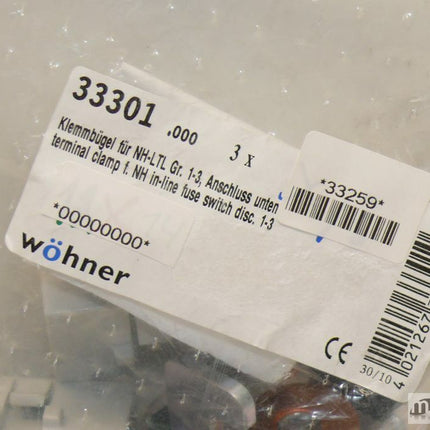 33301 .000 3 x
Klemmbügel für NH-LTL Gr. 1-3, Anschluss unten
terminal clamp f. NH in-line fuse switch disc. 1-3
*33259*
*00000000*
wöhner
CE 30/10
4021267